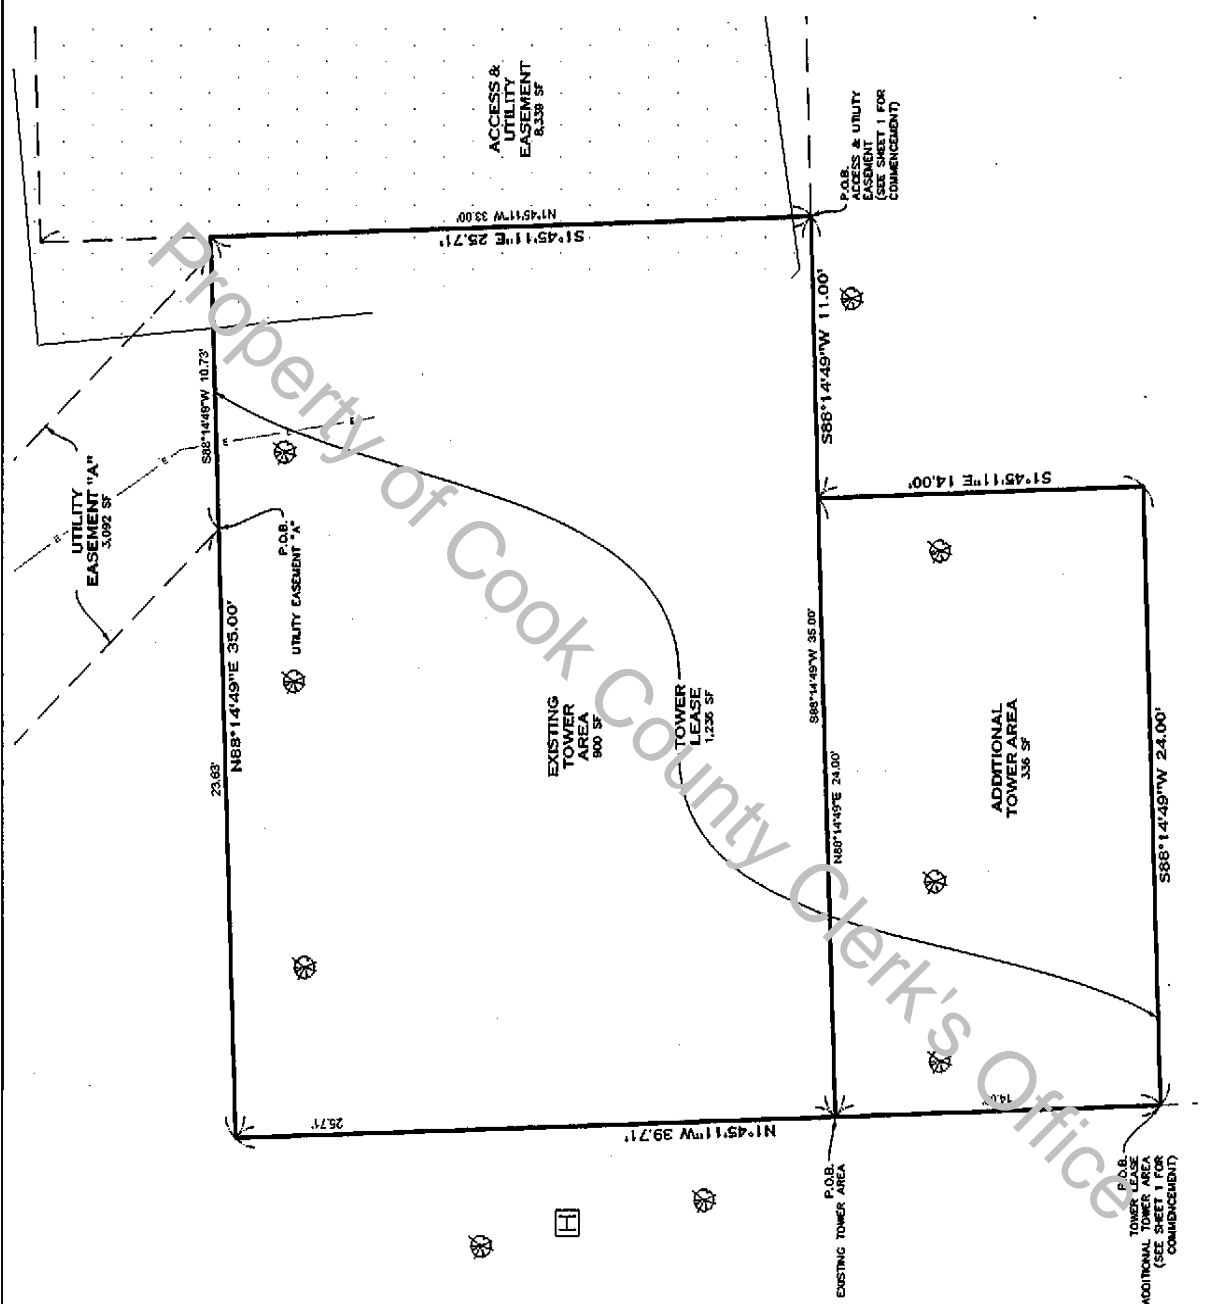 ACCESS &
UTILITY
EASEMENT
8,339 SF
P.O.B.
ACCESS & UTILITY
EASEMENT
(SEE SHEET 1 FOR
COMMENCEMENT)
N1°45'11"W 33.00'
S1°45'11"E 25.71'
S88°14'49"W 11.00'
S88°14'49"W 10.73'
UTILITY
EASEMENT "A"
3,092 SF
E
E
E
E
P.O.B.
UTILITY EASEMENT "A"
N88°14'49"E 35.00'
23.63'
S1°45'11"E 14.00'
EXISTING
TOWER
AREA
900 SF
TOWER
LEASE
1,236 SF
S88°14'49"W 35.00'
N88°14'49"E 24.00'
ADDITIONAL
TOWER AREA
336 SF
S88°14'49"W 24.00'
25.71'
N1°45'11"W 39.71'
H
P.O.B.
EXISTING TOWER AREA
P.O.B.
TOWER LEASE
ADDITIONAL TOWER AREA
(SEE SHEET 1 FOR
COMMENCEMENT)
Property of Cook County Clerk's Office